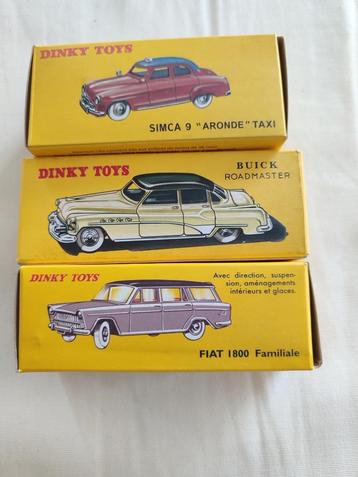 DINKY TOYS
SIMCA 9 "ARONDE" TAXI
DINKY TOYS
BUICK
ROADMASTER
DINKY TOYS
Avec direction, suspen-
sion, aménagements
intérieurs et glaces.
FIAT 1800 Familiale